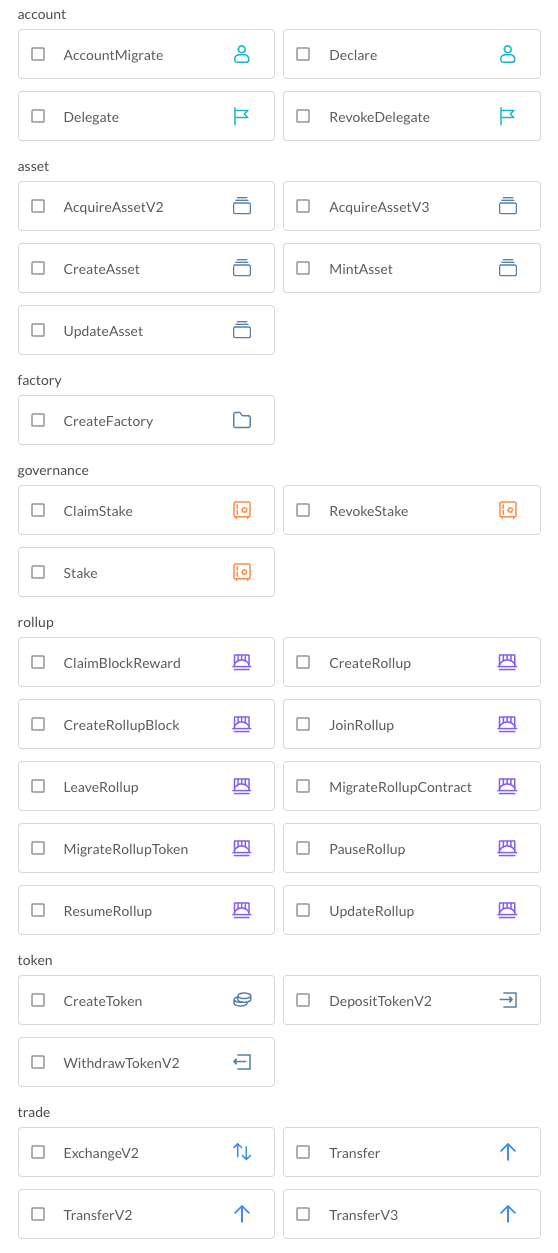 account
AccountMigrate
Declare
Delegate
RevokeDelegate
asset
AcquireAssetV2
AcquireAssetV3
CreateAsset
MintAsset
UpdateAsset
factory
CreateFactory
governance
ClaimStake
RevokeStake
Stake
rollup
ClaimBlockReward
CreateRollup
CreateRollupBlock
JoinRollup
LeaveRollup
MigrateRollupContract
MigrateRollupToken
PauseRollup
ResumeRollup
UpdateRollup
token
CreateToken
DepositTokenV2
WithdrawTokenV2
trade
ExchangeV2
Transfer
TransferV2
TransferV3